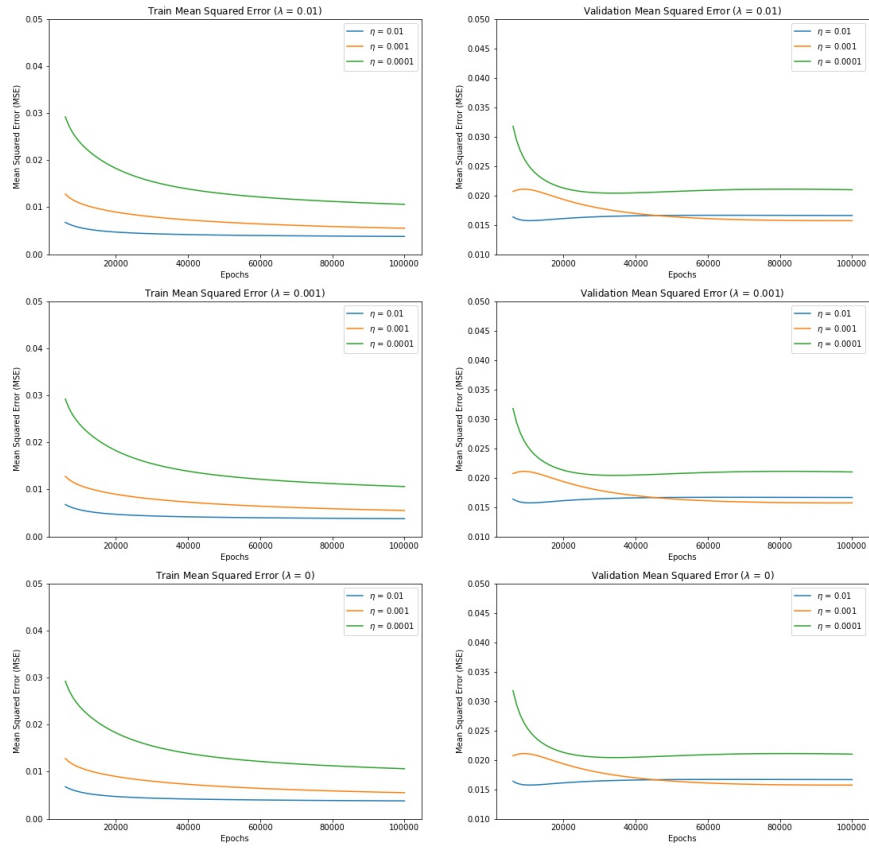 Train Mean Squared Error (λ = 0.01)
0.05
0.04
0.03
0.02
0.01
0.00
Mean Squared Error (MSE)
η = 0.01
η = 0.001
η = 0.0001
20000 40000 60000 80000 100000
Epochs
Validation Mean Squared Error (λ = 0.01)
0.050
0.045
0.040
0.035
0.030
0.025
0.020
0.015
0.010
Mean Squared Error (MSE)
η = 0.01
η = 0.001
η = 0.0001
20000 40000 60000 80000 100000
Epochs
Train Mean Squared Error (λ = 0.001)
0.05
0.04
0.03
0.02
0.01
0.00
Mean Squared Error (MSE)
η = 0.01
η = 0.001
η = 0.0001
20000 40000 60000 80000 100000
Epochs
Validation Mean Squared Error (λ = 0.001)
0.050
0.045
0.040
0.035
0.030
0.025
0.020
0.015
0.010
Mean Squared Error (MSE)
η = 0.01
η = 0.001
η = 0.0001
20000 40000 60000 80000 100000
Epochs
Train Mean Squared Error (λ = 0)
0.05
0.04
0.03
0.02
0.01
0.00
Mean Squared Error (MSE)
η = 0.01
η = 0.001
η = 0.0001
20000 40000 60000 80000 100000
Epochs
Validation Mean Squared Error (λ = 0)
0.050
0.045
0.040
0.035
0.030
0.025
0.020
0.015
0.010
Mean Squared Error (MSE)
η = 0.01
η = 0.001
η = 0.0001
20000 40000 60000 80000 100000
Epochs